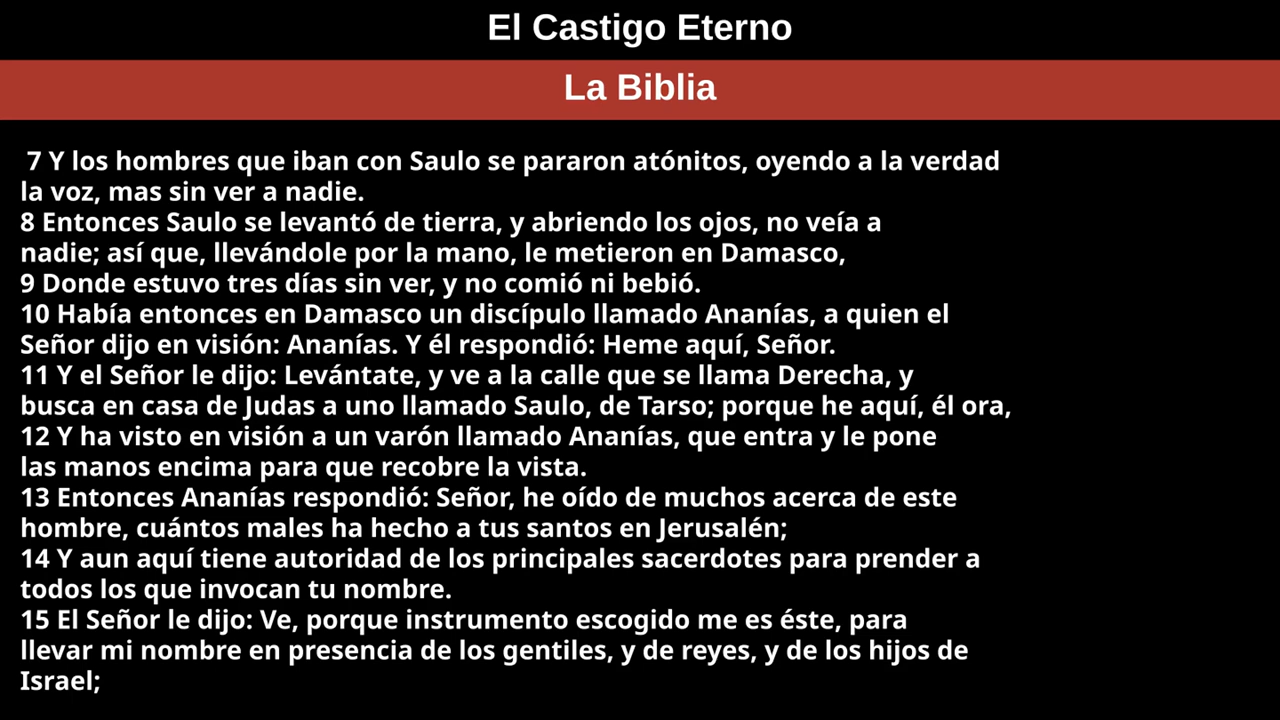 El Castigo Eterno
La Biblia
7 Y los hombres que iban con Saulo se pararon atónitos, oyendo a la verdad
la voz, mas sin ver a nadie.
8 Entonces Saulo se levantó de tierra, y abriendo los ojos, no veía a
nadie; así que, llevándole por la mano, le metieron en Damasco,
9 Donde estuvo tres días sin ver, y no comió ni bebió.
10 Había entonces en Damasco un discípulo llamado Ananías, a quien el
Señor dijo en visión: Ananías. Y él respondió: Heme aquí, Señor.
11 Y el Señor le dijo: Levántate, y ve a la calle que se llama Derecha, y
busca en casa de Judas a uno llamado Saulo, de Tarso; porque he aquí, él ora,
12 Y ha visto en visión a un varón llamado Ananías, que entra y le pone
las manos encima para que recobre la vista.
13 Entonces Ananías respondió: Señor, he oído de muchos acerca de este
hombre, cuántos males ha hecho a tus santos en Jerusalén;
14 Y aun aquí tiene autoridad de los principales sacerdotes para prender a
todos los que invocan tu nombre.
15 El Señor le dijo: Ve, porque instrumento escogido me es éste, para
llevar mi nombre en presencia de los gentiles, y de reyes, y de los hijos de
Israel;